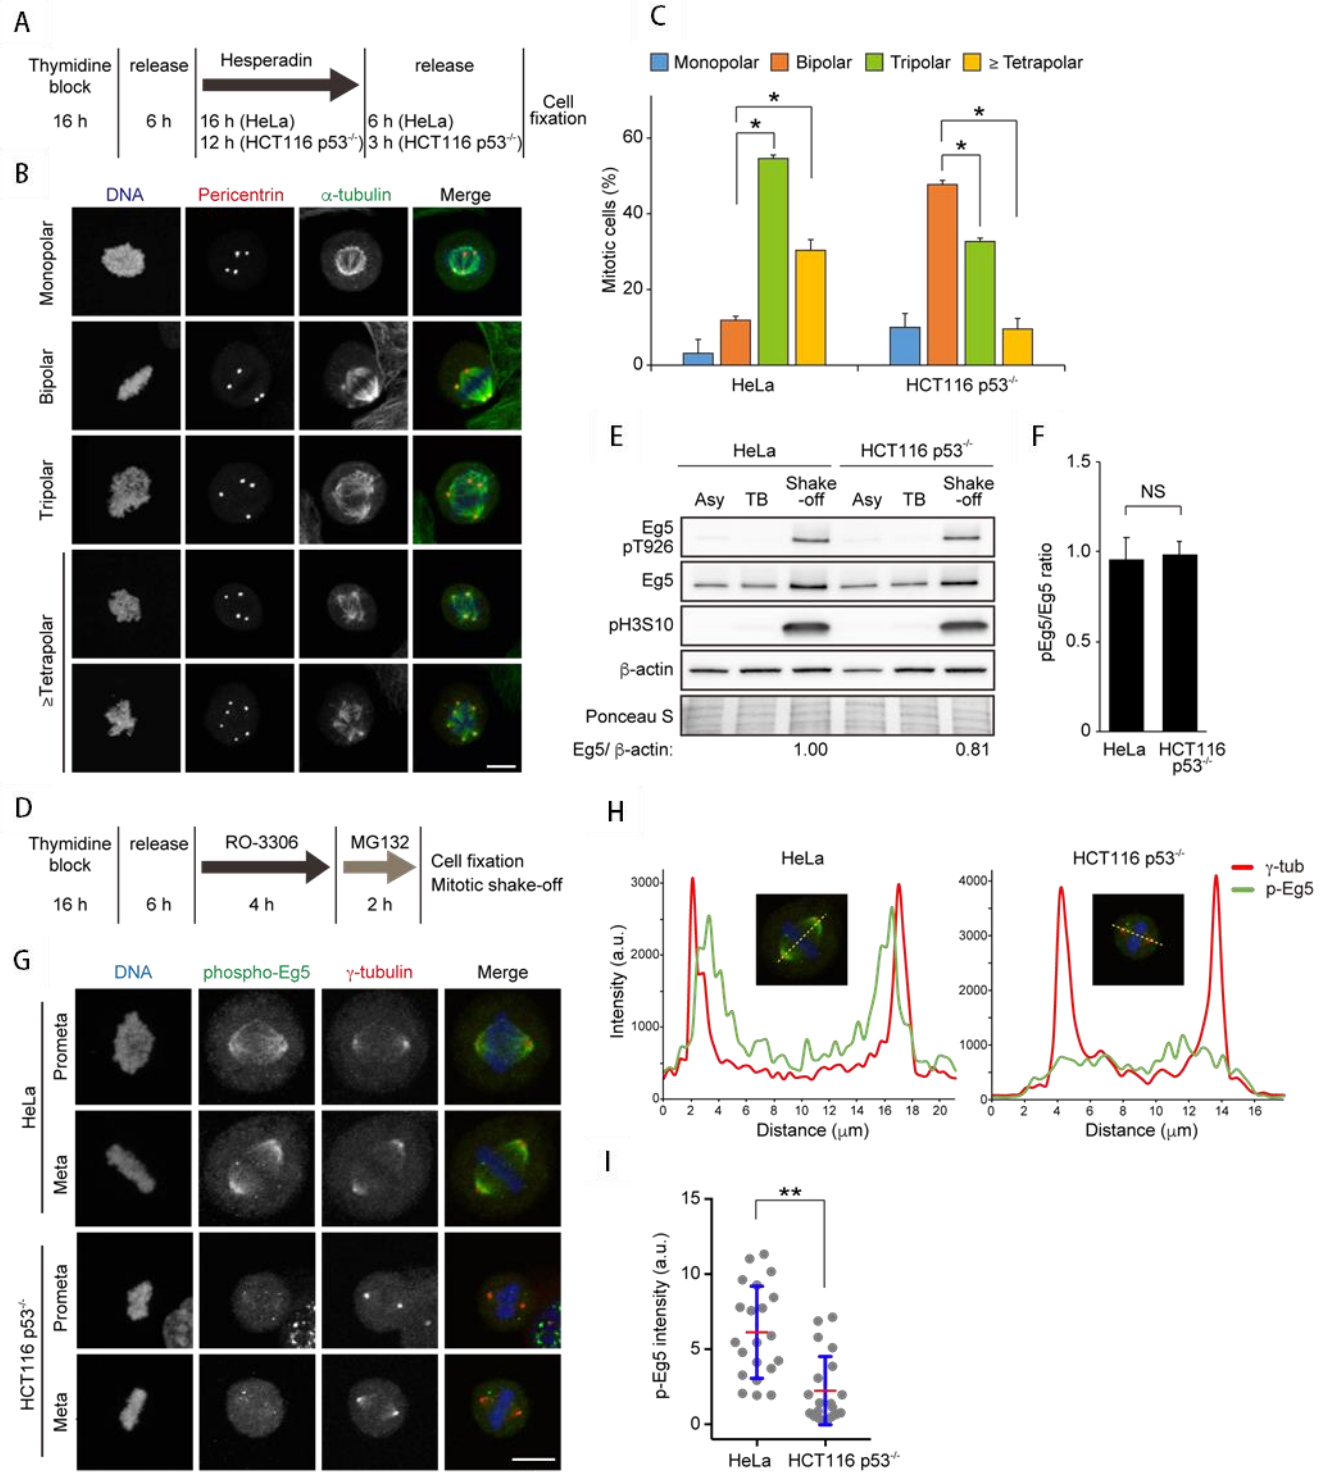 A
Thymidine block
release
Hesperadin
release
Cell fixation
16 h
6 h
16 h (HeLa)
12 h (HCT116 p53-/-)
6 h (HeLa)
3 h (HCT116 p53-/-)
B
DNA
Pericentrin
α-tubulin
Merge
Monopolar
Bipolar
Tripolar
≥Tetrapolar
C
Monopolar
Bipolar
Tripolar
≥ Tetrapolar
Mitotic cells (%)
60
40
20
0
*
*
*
*
HeLa
HCT116 p53-/-
D
Thymidine block
release
RO-3306
MG132
Cell fixation
Mitotic shake-off
16 h
6 h
4 h
2 h
E
HeLa
HCT116 p53-/-
Asy
TB
Shake-off
Asy
TB
Shake-off
Eg5 pT926
Eg5
pH3S10
β-actin
Ponceau S
Eg5/ β-actin:
1.00
0.81
F
pEg5/Eg5 ratio
1.5
1.0
0.5
0
NS
HeLa
HCT116 p53-/-
G
DNA
phospho-Eg5
γ-tubulin
Merge
HeLa
Prometa
Meta
HCT116 p53-/-
Prometa
Meta
H
HeLa
HCT116 p53-/-
γ-tub
p-Eg5
Intensity (a.u.)
3000
2000
1000
0
0 2 4 6 8 10 12 14 16 18 20
Distance (μm)
4000
3000
2000
1000
0
0 2 4 6 8 10 12 14 16
Distance (μm)
I
p-Eg5 intensity (a.u.)
15
10
5
0
**
HeLa
HCT116 p53-/-